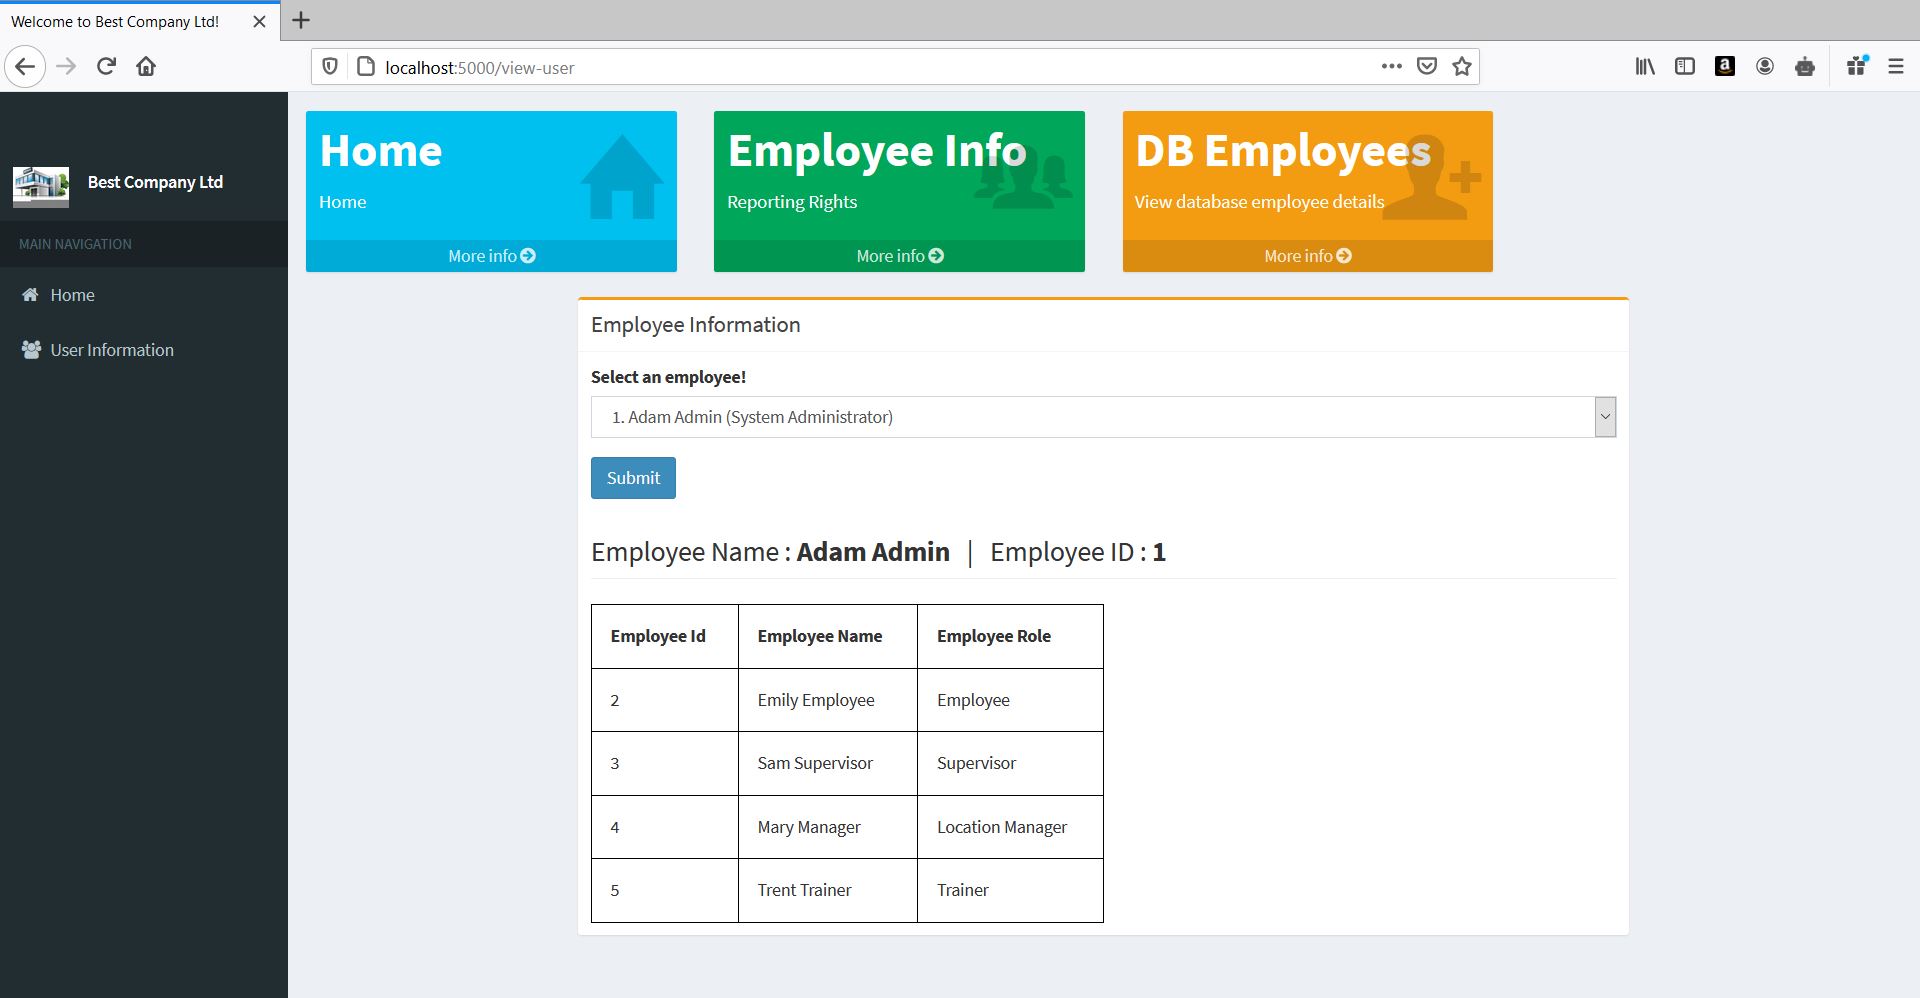 Welcome to Best Company Ltd!
localhost:5000/view-user
Best Company Ltd
MAIN NAVIGATION
Home
User Information
Home
Home
More info
Employee Info
Reporting Rights
More info
DB Employees
View database employee details
More info
Employee Information
Select an employee!
1. Adam Admin (System Administrator)
Submit
Employee Name : Adam Admin | Employee ID : 1
Employee Id Employee Name Employee Role
2 Emily Employee Employee
3 Sam Supervisor Supervisor
4 Mary Manager Location Manager
5 Trent Trainer Trainer